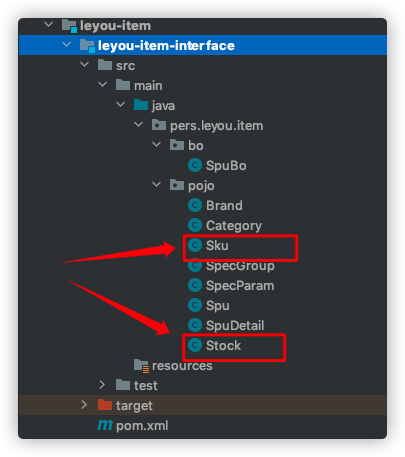 leyou-item
leyou-item-interface
src
main
java
pers.leyou.item
bo
SpuBo
pojo
Brand
Category
Sku
SpecGroup
SpecParam
Spu
SpuDetail
Stock
resources
test
target
pom.xml